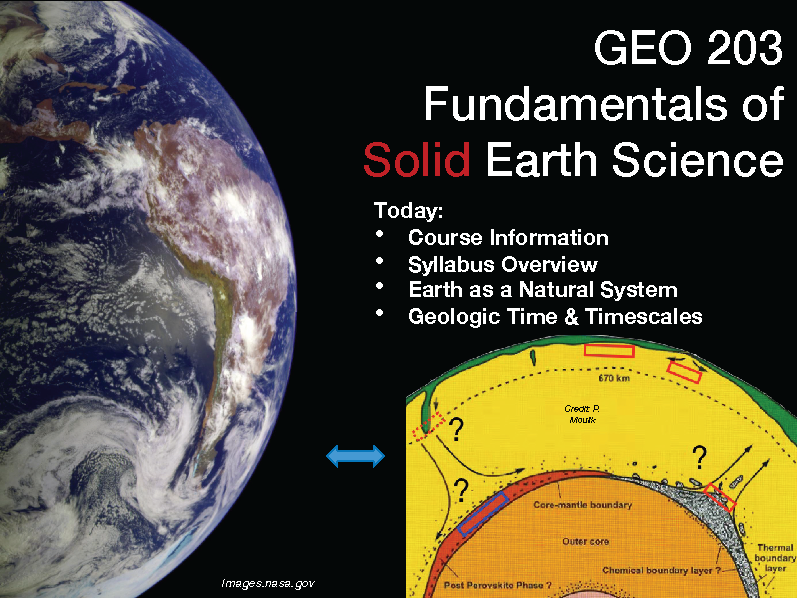 GEO 203
Fundamentals of
Solid Earth Science
Today:
• Course Information
• Syllabus Overview
• Earth as a Natural System
• Geologic Time & Timescales
670 km
Credit: P.
Moulik
?
?
?
Core-mantle boundary
Outer core
Thermal
boundary
layer
Chemical boundary layer ?
Post Perovskite Phase ?
Images.nasa.gov